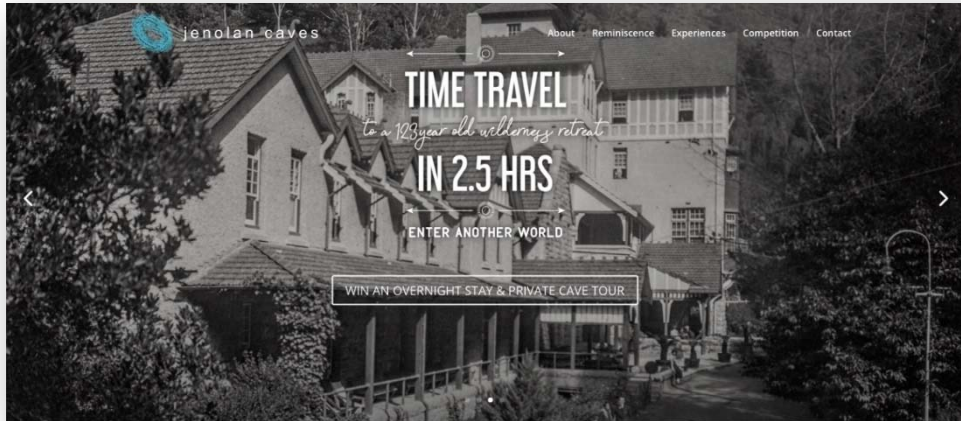 jenolan caves
About Reminiscence Experiences Competition Contact
TIME TRAVEL
to a 123 year old wilderness retreat
IN 2.5 HRS
ENTER ANOTHER WORLD
WIN AN OVERNIGHT STAY & PRIVATE CAVE TOUR